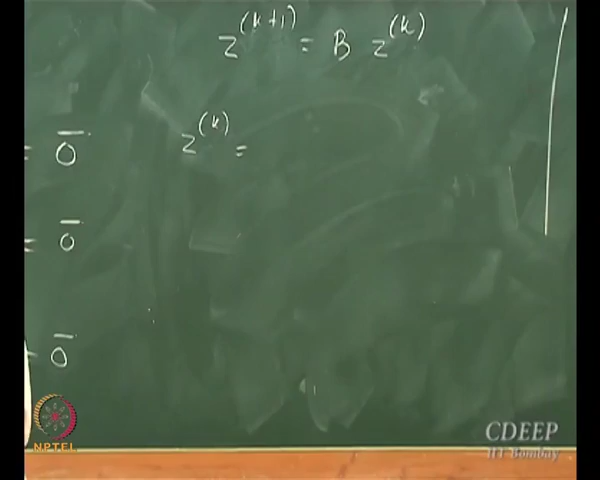 z^(k+1) = B z^(k)
z^(k) =
= 0̅
= 0̅
= 0̅
NPTEL
CDEEP
IIT Bombay